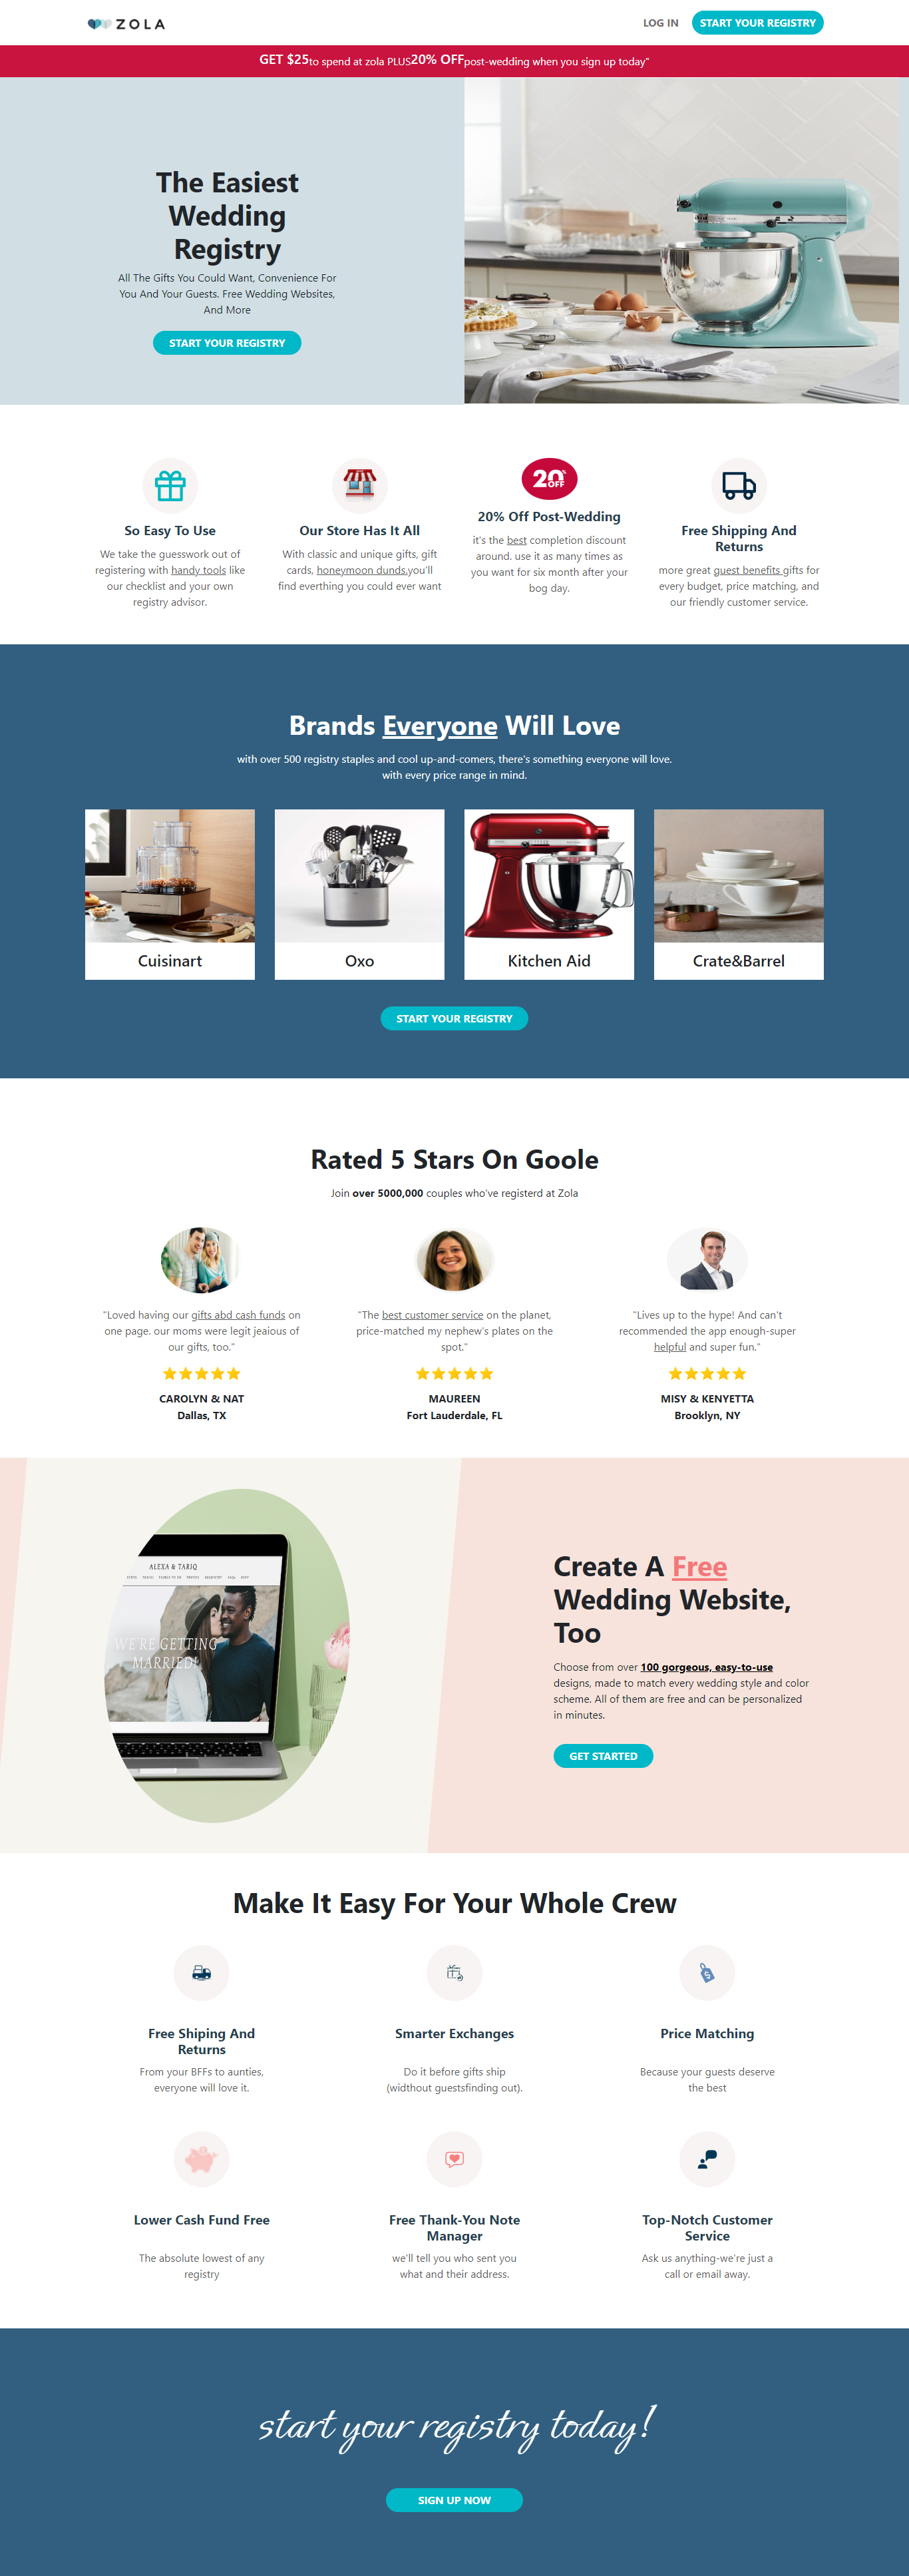 ZOLA
LOG IN
START YOUR REGISTRY
GET $25to spend at zola PLUS20% OFFpost-wedding when you sign up today"
The Easiest
Wedding
Registry
All The Gifts You Could Want, Convenience For
You And Your Guests. Free Wedding Websites,
And More
START YOUR REGISTRY
So Easy To Use
We take the guesswork out of
registering with handy tools like
our checklist and your own
registry advisor.
Our Store Has It All
With classic and unique gifts, gift
cards, honeymoon dunds,you'll
find everthing you could ever want
20% OFF
20% Off Post-Wedding
it's the best completion discount
around. use it as many times as
you want for six month after your
bog day.
Free Shipping And
Returns
more great guest benefits gifts for
every budget, price matching, and
our friendly customer service.
Brands Everyone Will Love
with over 500 registry staples and cool up-and-comers, there's something everyone will love.
with every price range in mind.
Cuisinart
Oxo
Kitchen Aid
Crate&Barrel
START YOUR REGISTRY
Rated 5 Stars On Goole
Join over 5000,000 couples who've registerd at Zola
"Loved having our gifts abd cash funds on
one page. our moms were legit jeaious of
our gifts, too."
CAROLYN & NAT
Dallas, TX
"The best customer service on the planet,
price-matched my nephew's plates on the
spot."
MAUREEN
Fort Lauderdale, FL
"Lives up to the hype! And can't
recommended the app enough-super
helpful and super fun."
MISY & KENYETTA
Brooklyn, NY
ALEXA & TARIQ
WE'RE GETTING
MARRIED!
Create A Free
Wedding Website,
Too
Choose from over 100 gorgeous, easy-to-use
designs, made to match every wedding style and color
scheme. All of them are free and can be personalized
in minutes.
GET STARTED
Make It Easy For Your Whole Crew
Free Shiping And
Returns
From your BFFs to aunties,
everyone will love it.
Smarter Exchanges
Do it before gifts ship
(widthout guestsfinding out).
Price Matching
Because your guests deserve
the best
Lower Cash Fund Free
The absolute lowest of any
registry
Free Thank-You Note
Manager
we'll tell you who sent you
what and their address.
Top-Notch Customer
Service
Ask us anything-we're just a
call or email away.
start your registry today!
SIGN UP NOW